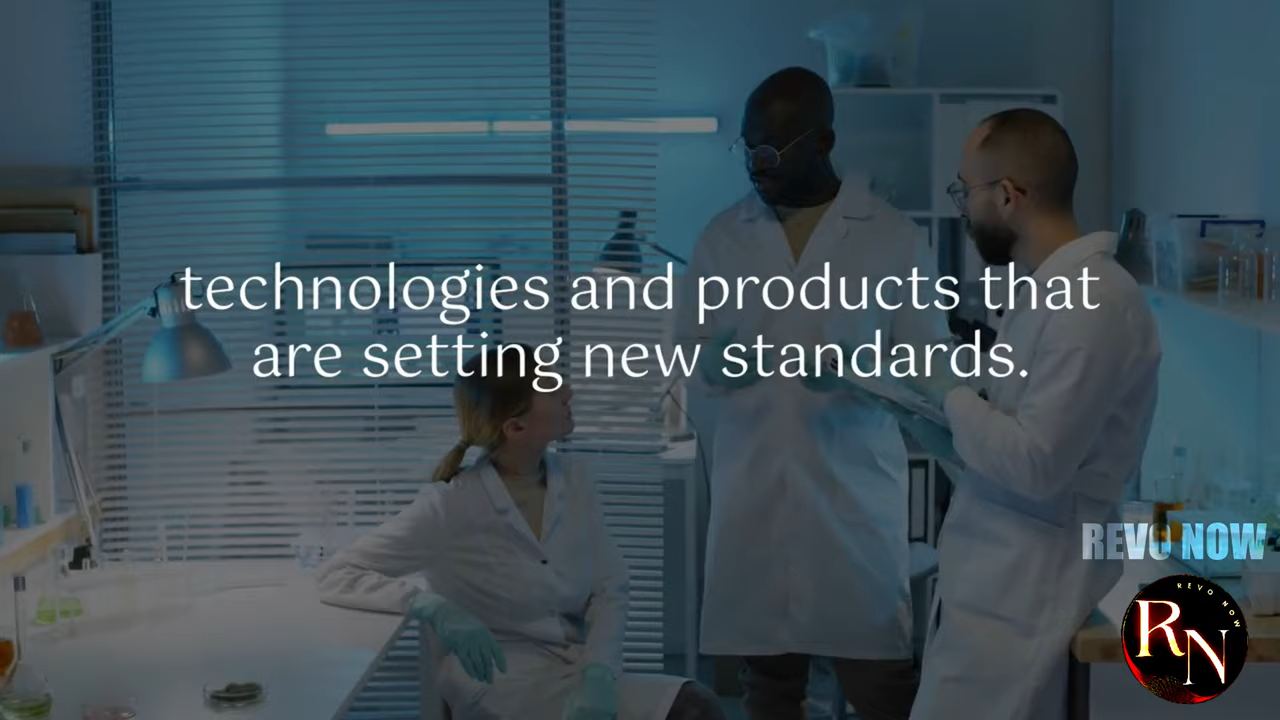 technologies and products that
are setting new standards.
REVO NOW
REVO NOW
RN